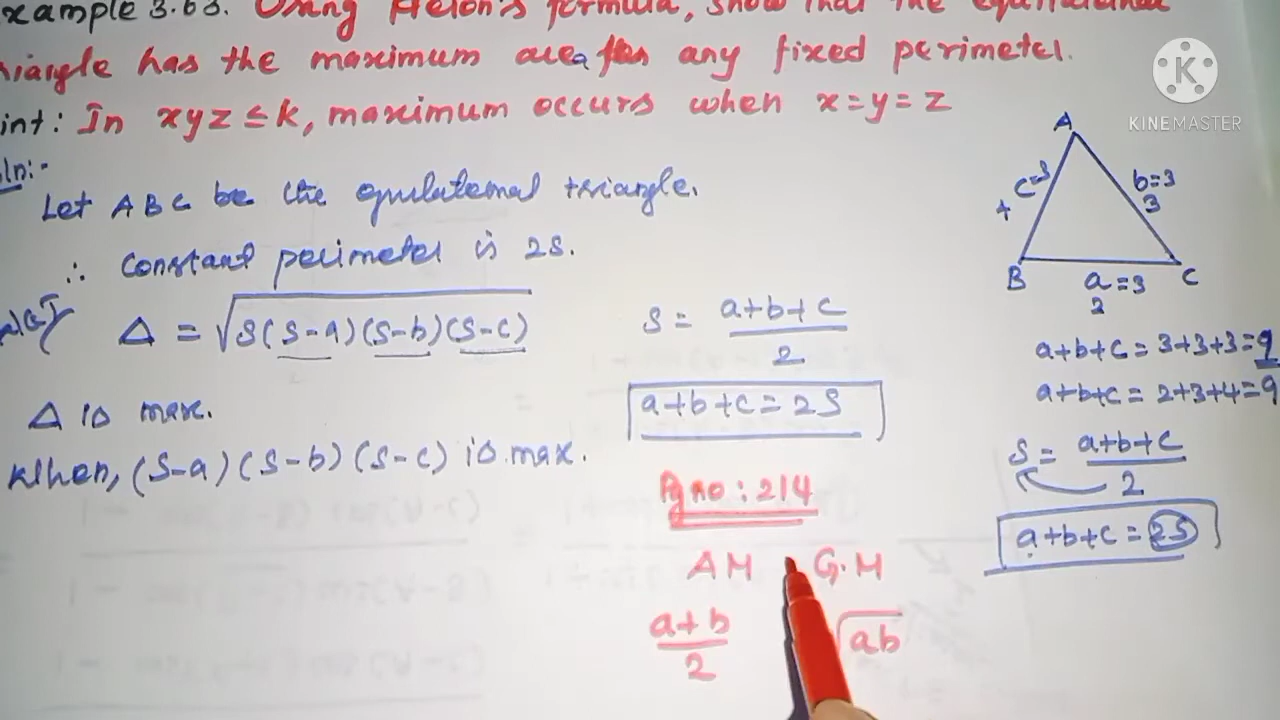 xample 3.63. Using Heron's formula, show that the equilateral
riangle has the maximum area for any fixed perimeter.
int: In xyz ≤ k, maximum occurs when x = y = z
oln:-
Let ABC be the equilateral triangle.
∴ Constant perimeter is 2S.
Δ = √S(S-a)(S-b)(S-c)
Δ is max.
When, (S-a)(S-b)(S-c) is max.
S = a+b+c
2
a+b+c = 2S
Pg no : 214
AM G.M
a+b
2
√ab
K
KINEMASTER
A
c=3
4
b=3
3
B
a=3
2
C
a+b+c = 3+3+3=9
a+b+c = 2+3+4=9
S = a+b+c
2
a+b+c = 2S